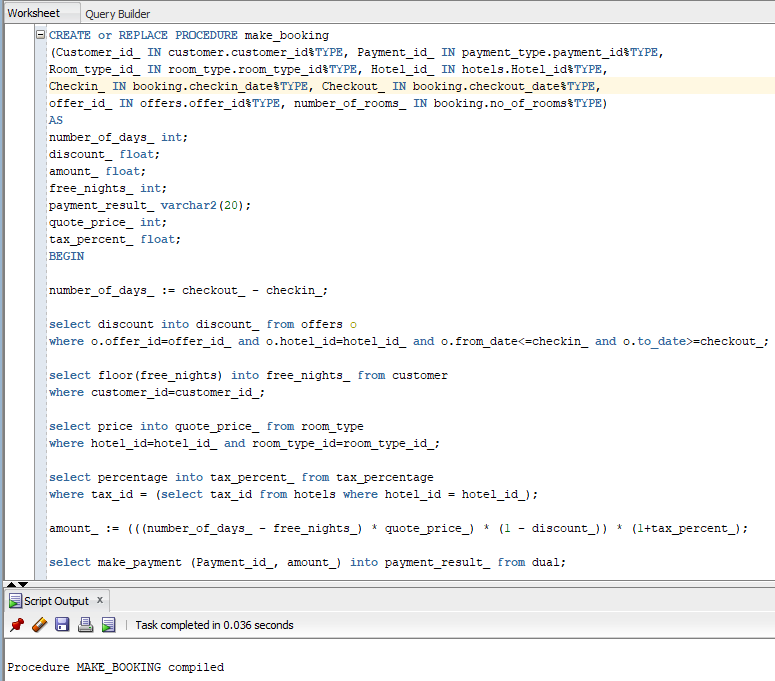 Worksheet Query Builder
CREATE or REPLACE PROCEDURE make_booking
(Customer_id_ IN customer.customer_id%TYPE, Payment_id_ IN payment_type.payment_id%TYPE,
Room_type_id_ IN room_type.room_type_id%TYPE, Hotel_id_ IN hotels.Hotel_id%TYPE,
Checkin_ IN booking.checkin_date%TYPE, Checkout_ IN booking.checkout_date%TYPE,
offer_id_ IN offers.offer_id%TYPE, number_of_rooms_ IN booking.no_of_rooms%TYPE)
AS
number_of_days_ int;
discount_ float;
amount_ float;
free_nights_ int;
payment_result_ varchar2(20);
quote_price_ int;
tax_percent_ float;
BEGIN
number_of_days_ := checkout_ - checkin_;
select discount into discount_ from offers o
where o.offer_id=offer_id_ and o.hotel_id=hotel_id_ and o.from_date<=checkin_ and o.to_date>=checkout_;
select floor(free_nights) into free_nights_ from customer
where customer_id=customer_id_;
select price into quote_price_ from room_type
where hotel_id=hotel_id_ and room_type_id=room_type_id_;
select percentage into tax_percent_ from tax_percentage
where tax_id = (select tax_id from hotels where hotel_id = hotel_id_);
amount_ := (((number_of_days_ - free_nights_) * quote_price_) * (1 - discount_)) * (1+tax_percent_);
select make_payment (Payment_id_, amount_) into payment_result_ from dual;
Script Output x
Task completed in 0.036 seconds
Procedure MAKE_BOOKING compiled